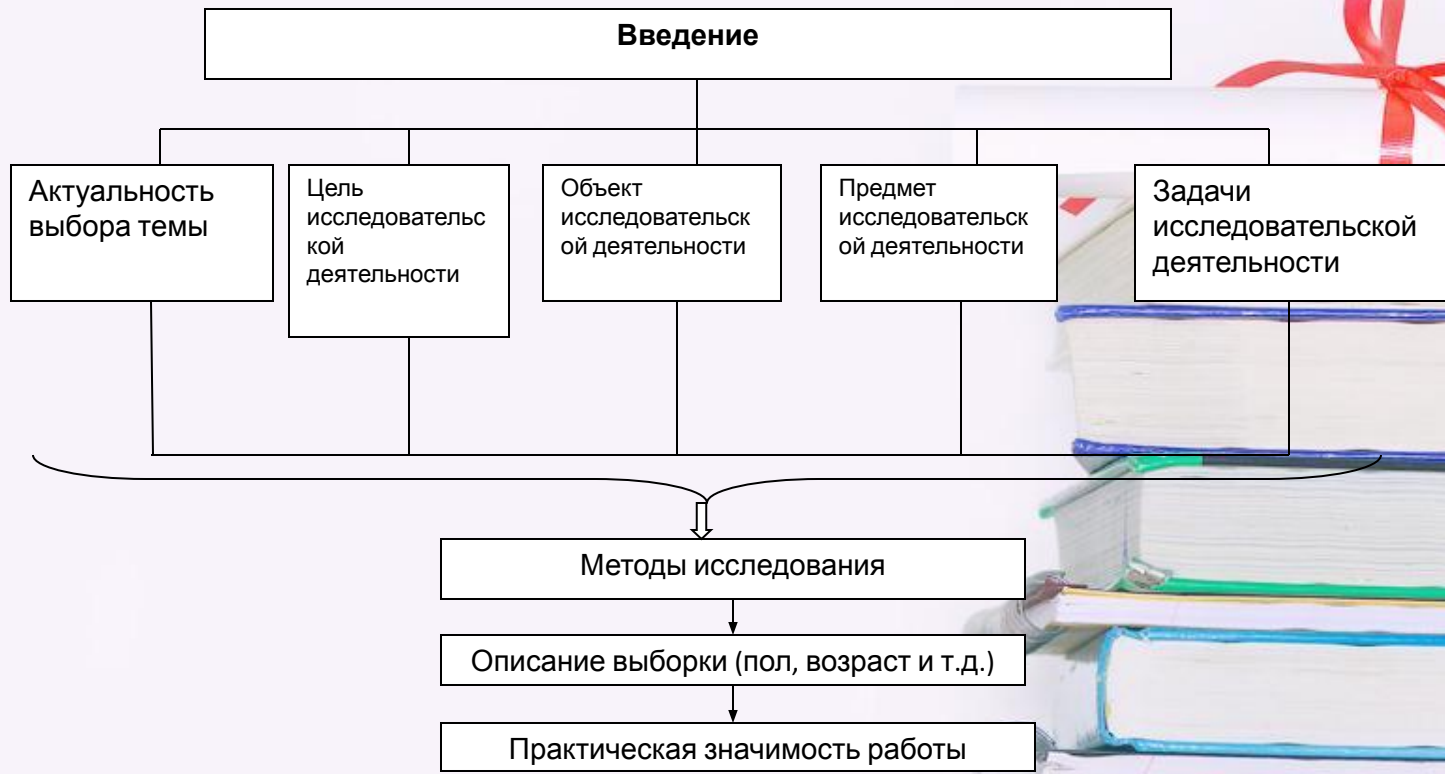 Введение
Актуальность
выбора темы
Цель
исследовательс
кой
деятельности
Объект
исследовательск
ой деятельности
Предмет
исследовательск
ой деятельности
Задачи
исследовательской
деятельности
Методы исследования
Описание выборки (пол, возраст и т.д.)
Практическая значимость работы